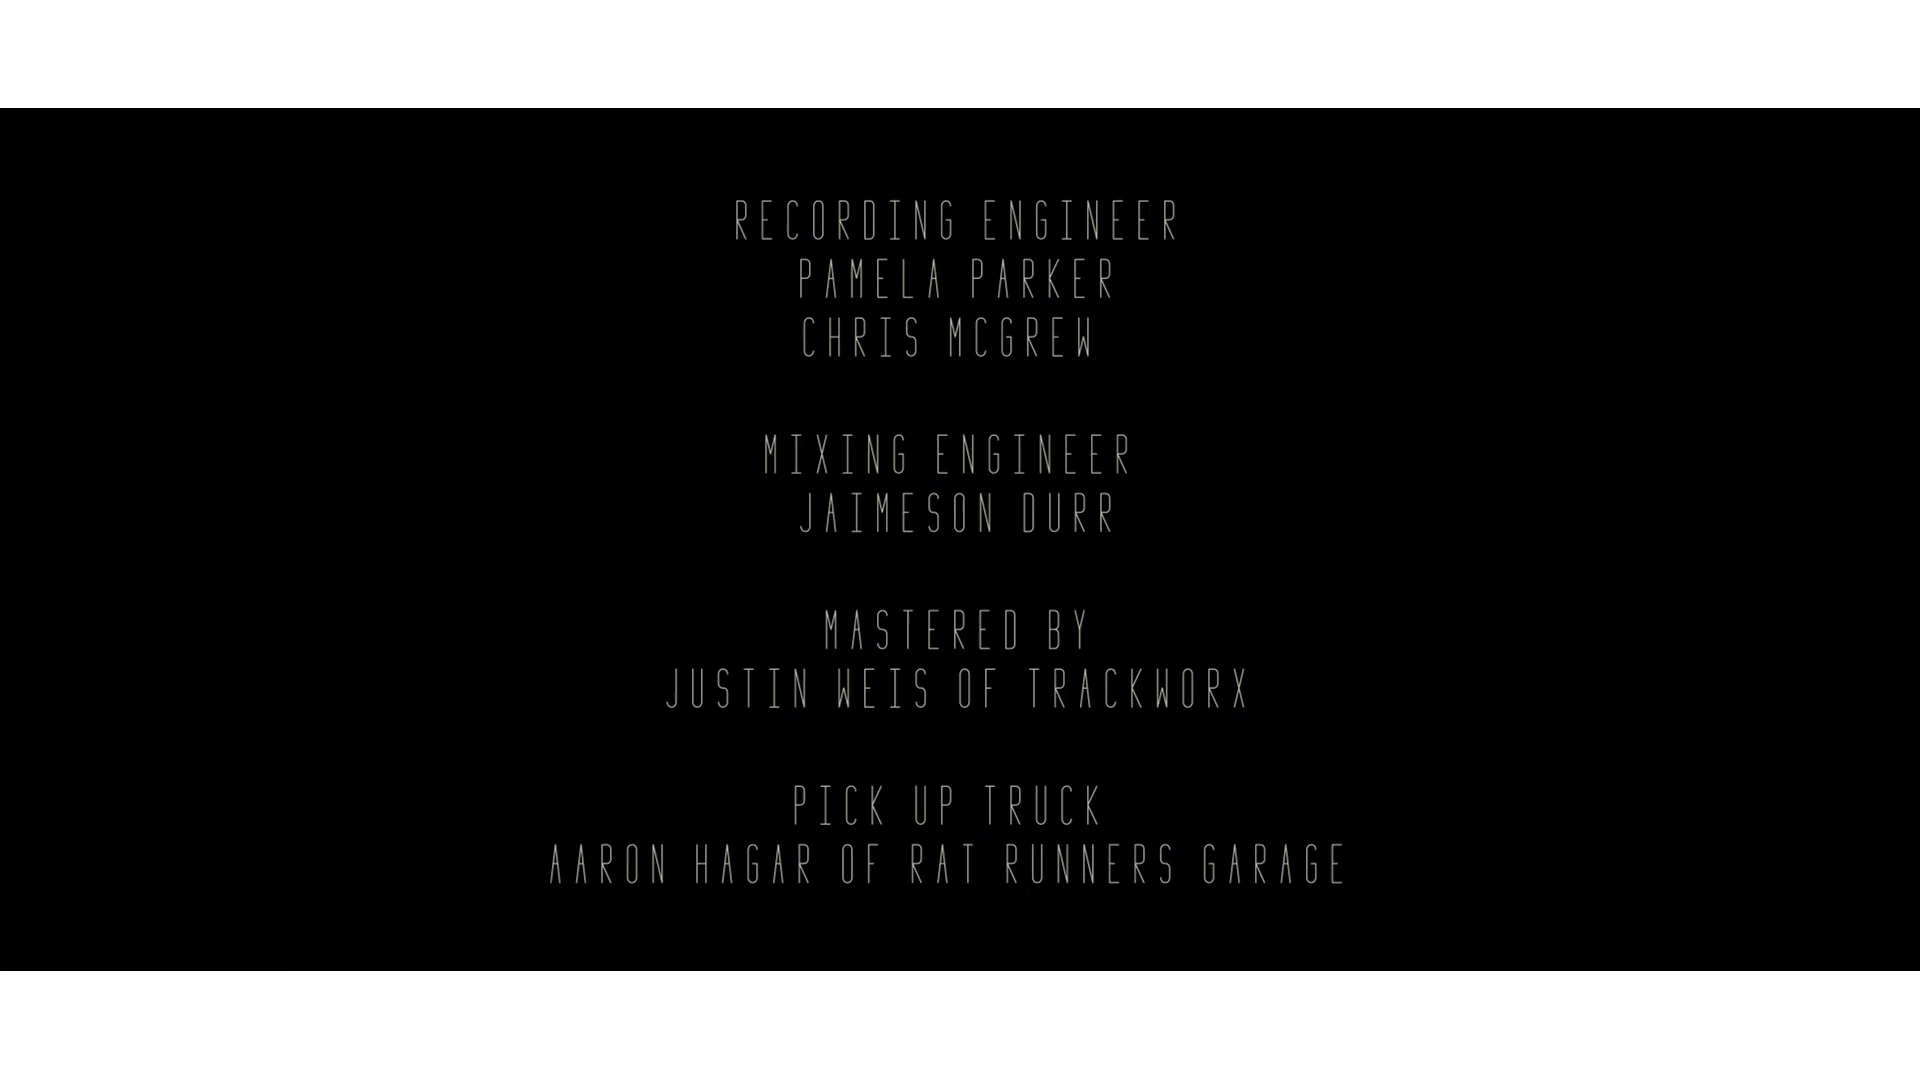 RECORDING ENGINEER
PAMELA PARKER
CHRIS MCGREW
MIXING ENGINEER
JAIMESON DURR
MASTERED BY
JUSTIN WEIS OF TRACKWORX
PICK UP TRUCK
AARON HAGAR OF RAT RUNNERS GARAGE